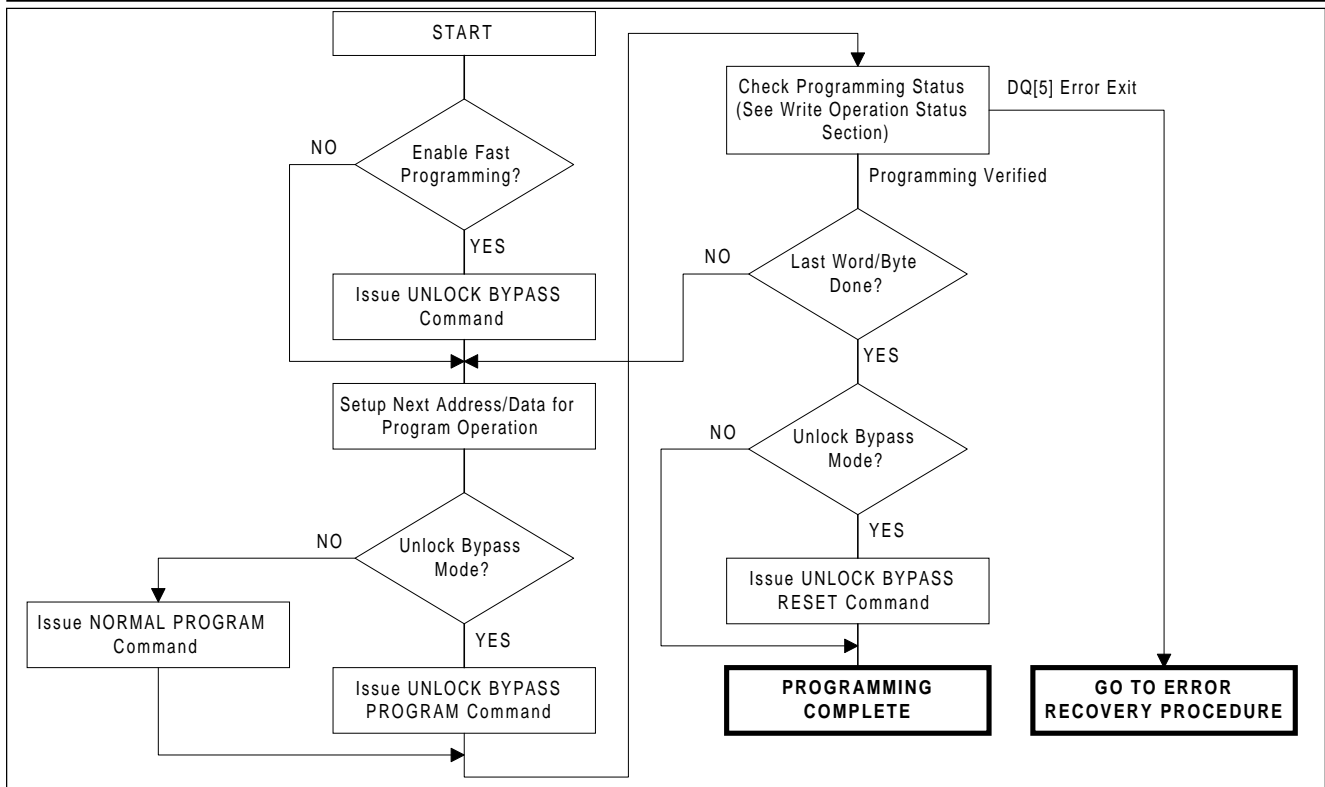 START
NO
Enable Fast
Programming?
YES
Issue UNLOCK BYPASS
Command
Setup Next Address/Data for
Program Operation
NO
Unlock Bypass
Mode?
Issue NORMAL PROGRAM
Command
YES
Issue UNLOCK BYPASS
PROGRAM Command
Check Programming Status
(See Write Operation Status
Section)
DQ[5] Error Exit
Programming Verified
NO
Last Word/Byte
Done?
YES
NO
Unlock Bypass
Mode?
YES
Issue UNLOCK BYPASS
RESET Command
PROGRAMMING
COMPLETE
GO TO ERROR
RECOVERY PROCEDURE